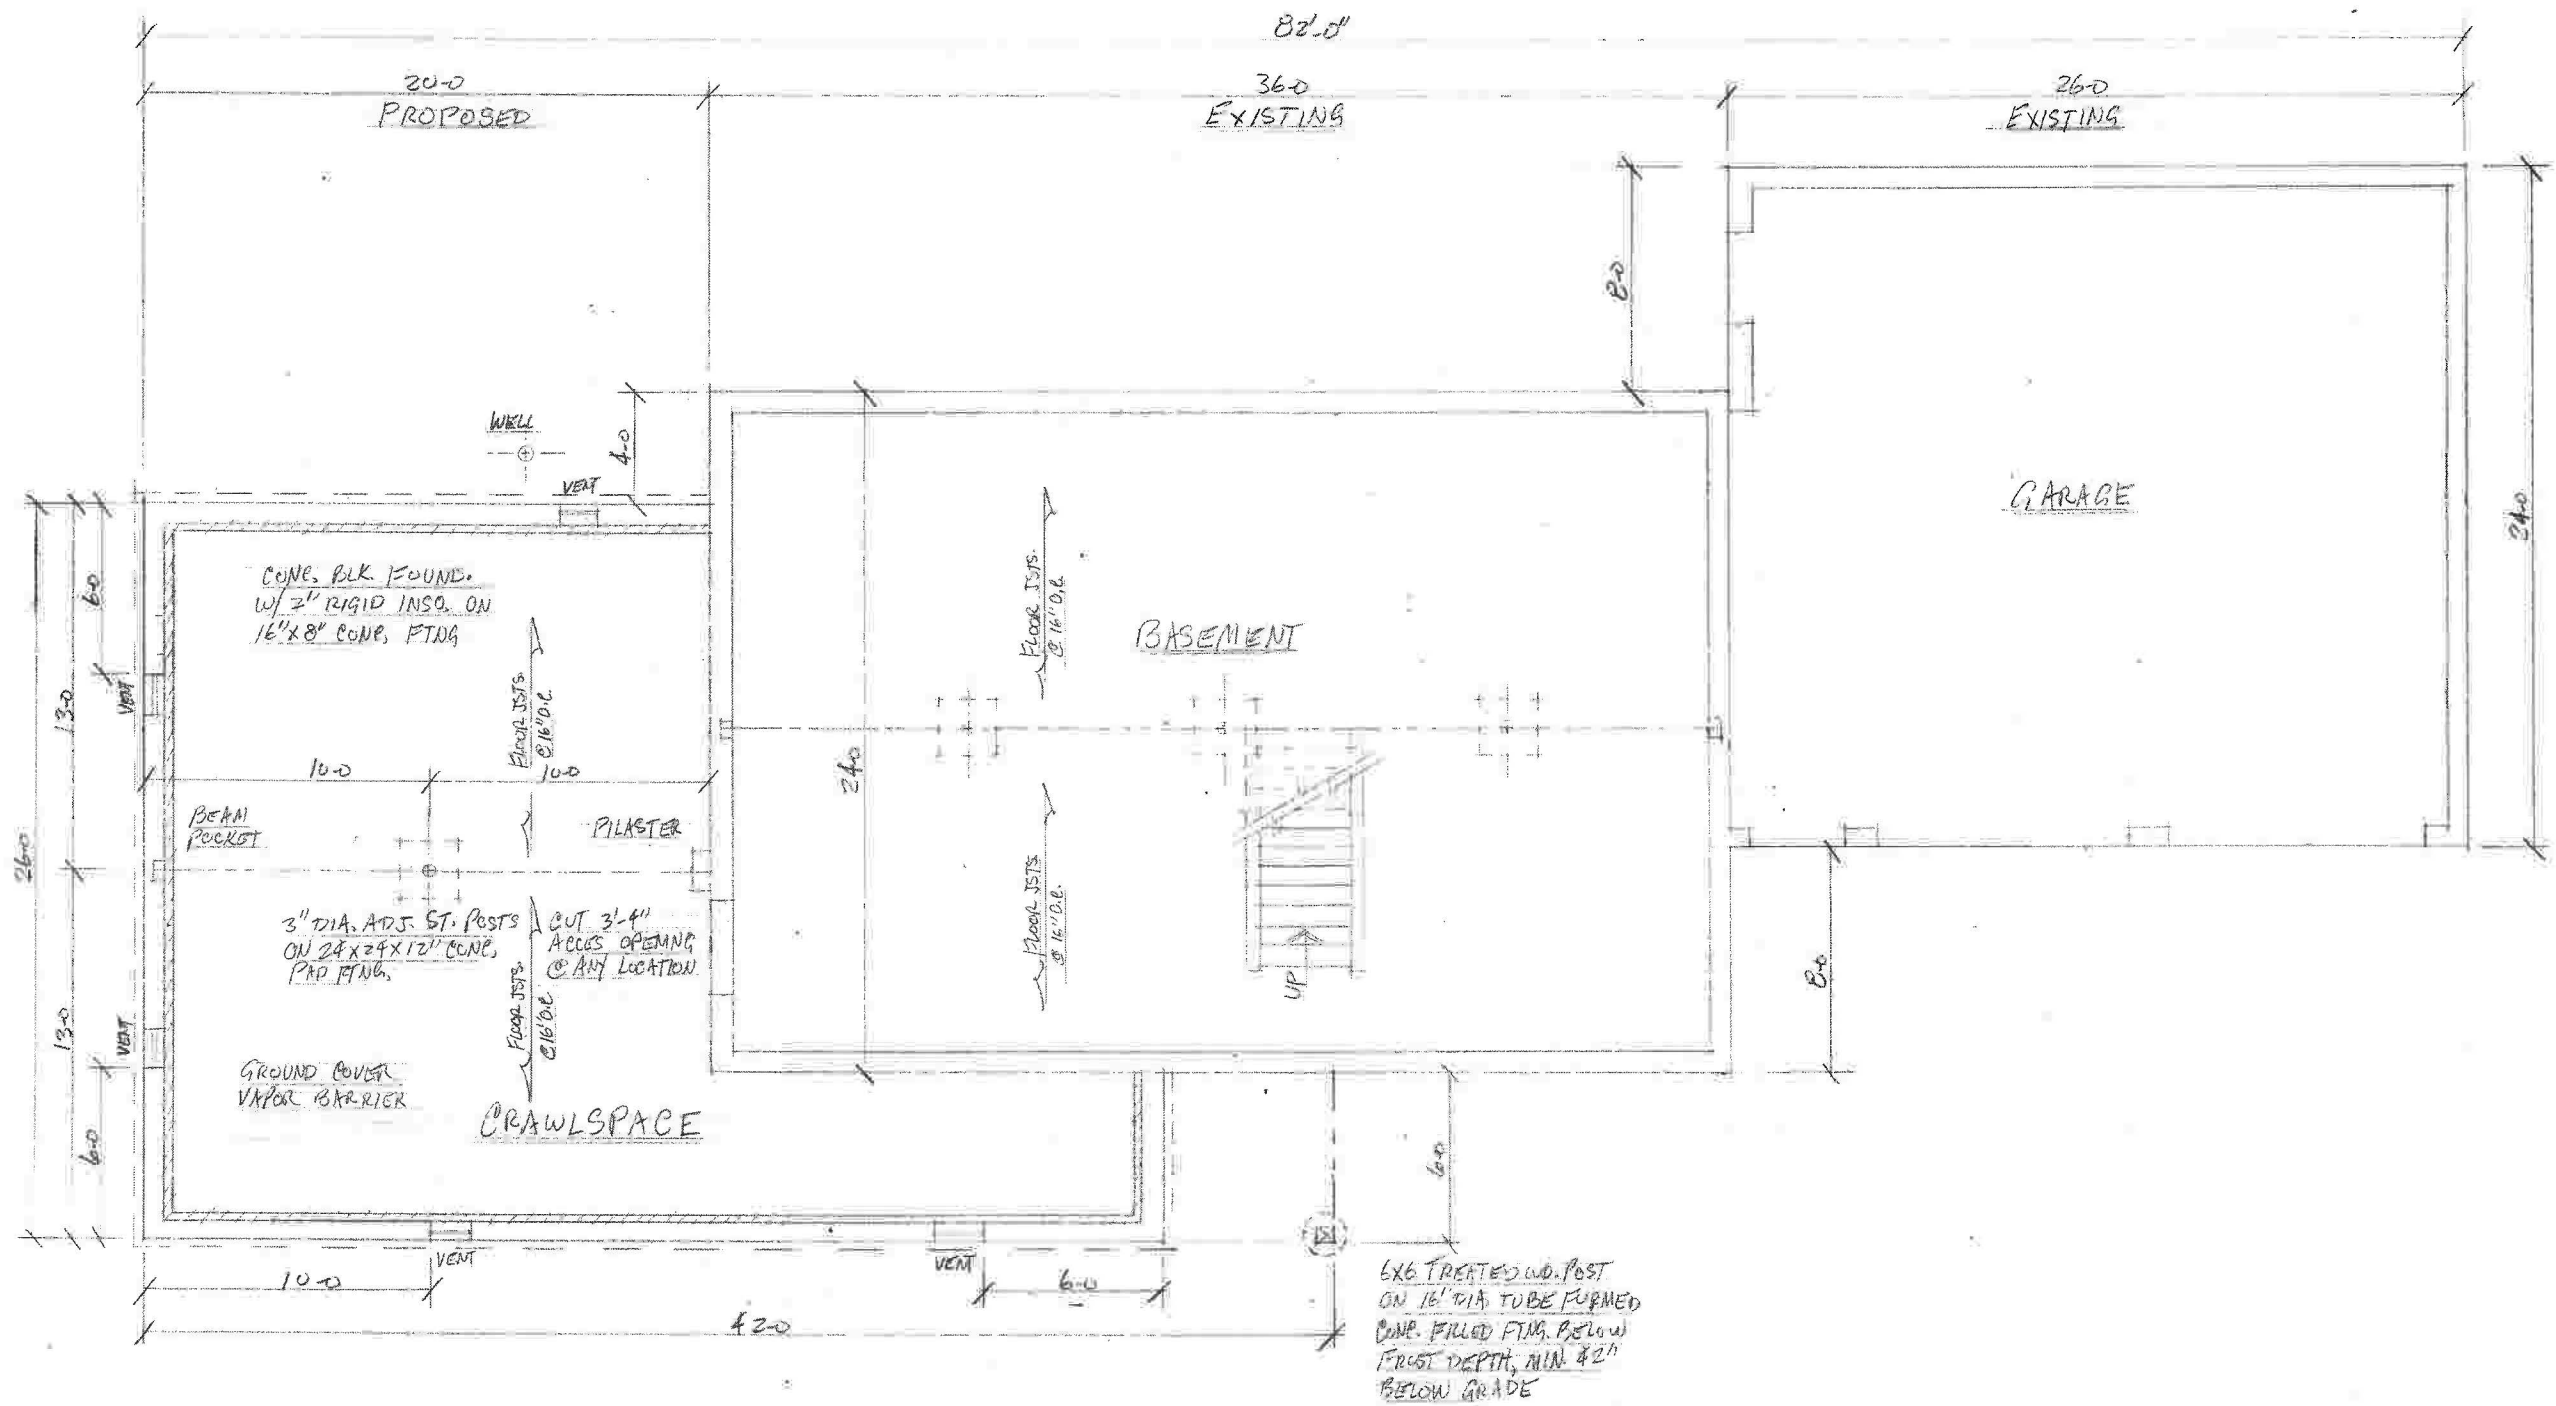 82'-0"
20-0
PROPOSED
36-0
EXISTING
26-0
EXISTING
8-0
24-0
GARAGE
WELL
4-0
VENT
CONC. BLK. FOUND.
W/ 2" RIGID INSO. ON
16"X8" CONC. FTNG
6-0
13-0
26-0
VENT
FLOOR JSTS.
@ 16" O.C.
FLOOR JSTS.
@ 16" O.C.
BASEMENT
24-0
10-0
10-0
BEAM
POCKET
PILASTER
3" DIA. ADJ. ST. POSTS
ON 24X24X12" CONC.
PAD FTNG.
CUT 3'-4"
ACCES OPENING
@ ANY LOCATION
FLOOR JSTS.
@ 16" O.C.
FLOOR JSTS.
@ 16" O.C.
UP
8-0
13-0
VENT
6-0
GROUND COVER
VAPOR BARRIER
CRAWLSPACE
6-0
VENT
VENT
10-0
6-0
42-0
6X6 TREATED WD. POST
ON 16" DIA TUBE FORMED
CONC. FILLED FTNG. BELOW
FROST DEPTH, MIN. 42"
BELOW GRADE